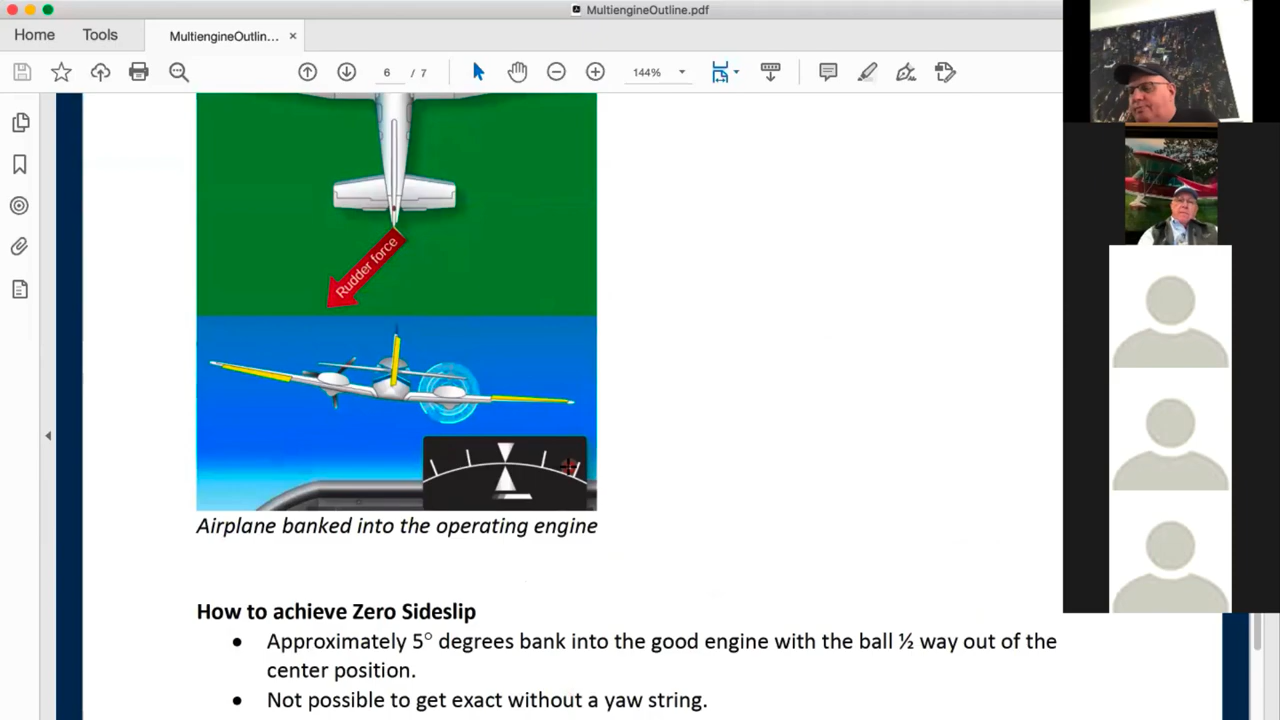 MultiengineOutline.pdf
Home
Tools
MultiengineOutlin...
6 / 7
144%
Rudder force
Airplane banked into the operating engine
How to achieve Zero Sideslip
• Approximately 5° degrees bank into the good engine with the ball ½ way out of the
center position.
• Not possible to get exact without a yaw string.